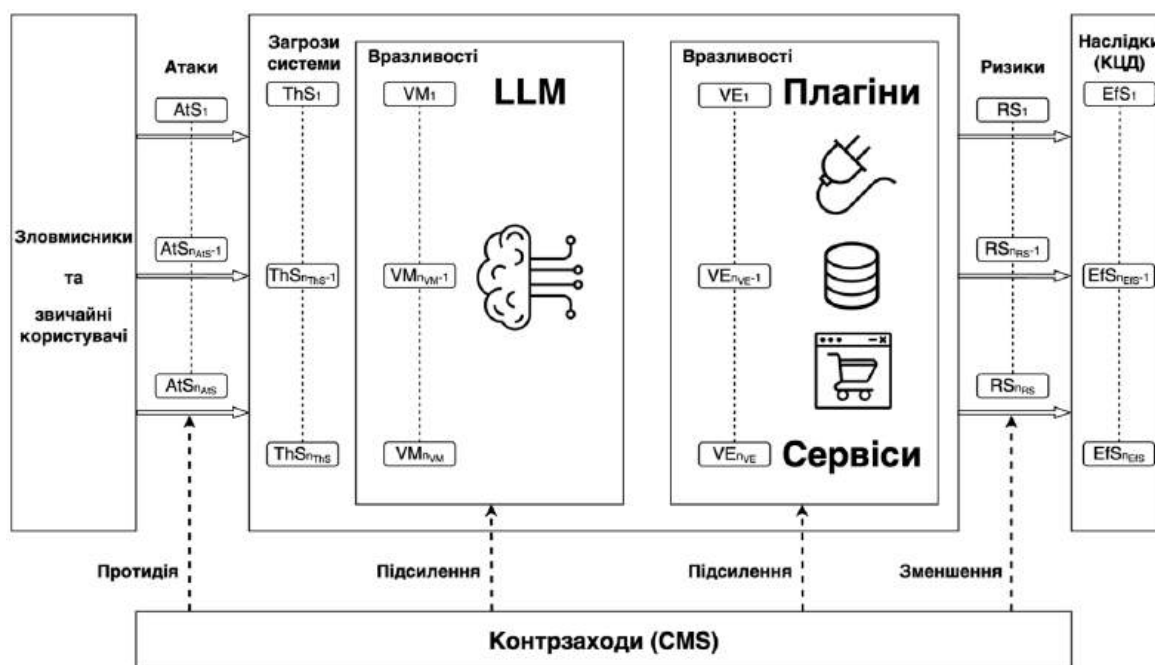 Зловмисники
та
звичайні
користувачі
Атаки
AtS1
AtSnAtS-1
AtSnAtS
Загрози
системи
ThS1
ThSnThS-1
ThSnThS
Вразливості
LLM
VM1
VMnVM-1
VMnVM
Вразливості
Плагіни
VE1
VEnVE-1
VEnVE
Сервіси
Ризики
RS1
RSnRS-1
RSnRS
Наслідки
(КЦД)
EfS1
EfSnEfS-1
EfSnEfS
Протидія
Підсилення
Підсилення
Зменшення
Контрзаходи (CMS)